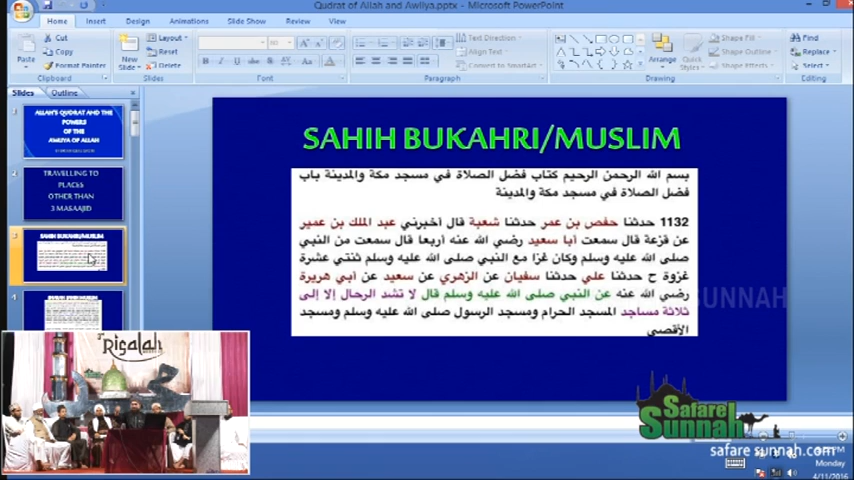 Qudrat of Allah and Awliya.pptx - Microsoft PowerPoint
Home Insert Design Animations Slide Show Review View
Cut
Copy
Format Painter
Paste
Clipboard
New Slide
Layout
Reset
Delete
Slides
Font
Text Direction
Align Text
Convert to SmartArt
Paragraph
Arrange
Quick Styles
Shape Fill
Shape Outline
Shape Effects
Drawing
Find
Replace
Select
Editing
Slides Outline
ALLAH'S QUDRAT AND THE
POWERS
OF THE
AWLIYA OF ALLAH
2
TRAVELLING TO
PLACES
OTHER THAN
3 MASAAJID
3
SAHIH BUKAHRI/MUSLIM
4
SAHIH BUKAHRI/MUSLIM
بسم الله الرحمن الرحيم كتاب فضل الصلاة في مسجد مكة والمدينة باب
فضل الصلاة في مسجد مكة والمدينة
1132 حدثنا حفص بن عمر حدثنا شعبة قال أخبرني عبد الملك بن عمير
عن قزعة قال سمعت أبا سعيد رضي الله عنه أربعا قال سمعت من النبي
صلى الله عليه وسلم وكان غزا مع النبي صلى الله عليه وسلم ثنتي عشرة
غزوة ح حدثنا علي حدثنا سفيان عن الزهري عن سعيد عن أبي هريرة
رضي الله عنه عن النبي صلى الله عليه وسلم قال لا تشد الرحال إلا إلى
ثلاثة مساجد المسجد الحرام ومسجد الرسول صلى الله عليه وسلم ومسجد
الأقصى
SUNNAH
Risalah
Safare
Sunnah
safare sunnah.com
Monday
4/11/2016